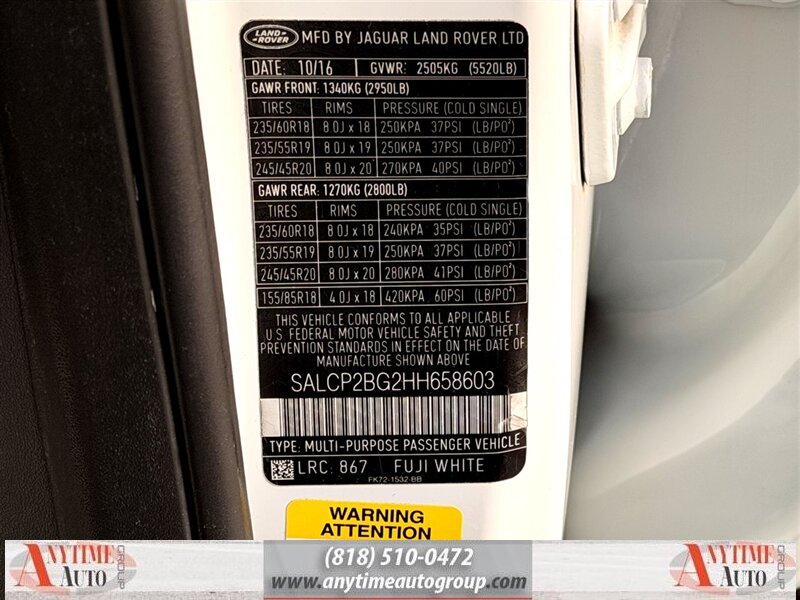 LAND ROVER MFD BY JAGUAR LAND ROVER LTD
DATE: 10/16 GVWR: 2505KG (5520LB)
GAWR FRONT: 1340KG (2950LB)
TIRES RIMS PRESSURE (COLD SINGLE)
235/60R18 8.0J x 18 250KPA 37PSI (LB/PO²)
235/55R19 8.0J x 19 250KPA 37PSI (LB/PO²)
245/45R20 8.0J x 20 270KPA 40PSI (LB/PO²)
GAWR REAR: 1270KG (2800LB)
TIRES RIMS PRESSURE (COLD SINGLE)
235/60R18 8.0J x 18 240KPA 35PSI (LB/PO²)
235/55R19 8.0J x 19 250KPA 37PSI (LB/PO²)
245/45R20 8.0J x 20 280KPA 41PSI (LB/PO²)
155/85R18 4.0J x 18 420KPA 60PSI (LB/PO²)
THIS VEHICLE CONFORMS TO ALL APPLICABLE
U.S. FEDERAL MOTOR VEHICLE SAFETY AND THEFT
PREVENTION STANDARDS IN EFFECT ON THE DATE OF
MANUFACTURE SHOWN ABOVE
SALCP2BG2HH658603
TYPE: MULTI-PURPOSE PASSENGER VEHICLE
LRC: 867 FUJI WHITE
FK72-1532-BB
WARNING
ATTENTION
ANYTIME AUTO GROUP (818) 510-0472 ANYTIME AUTO GROUP
www.anytimeautogroup.com